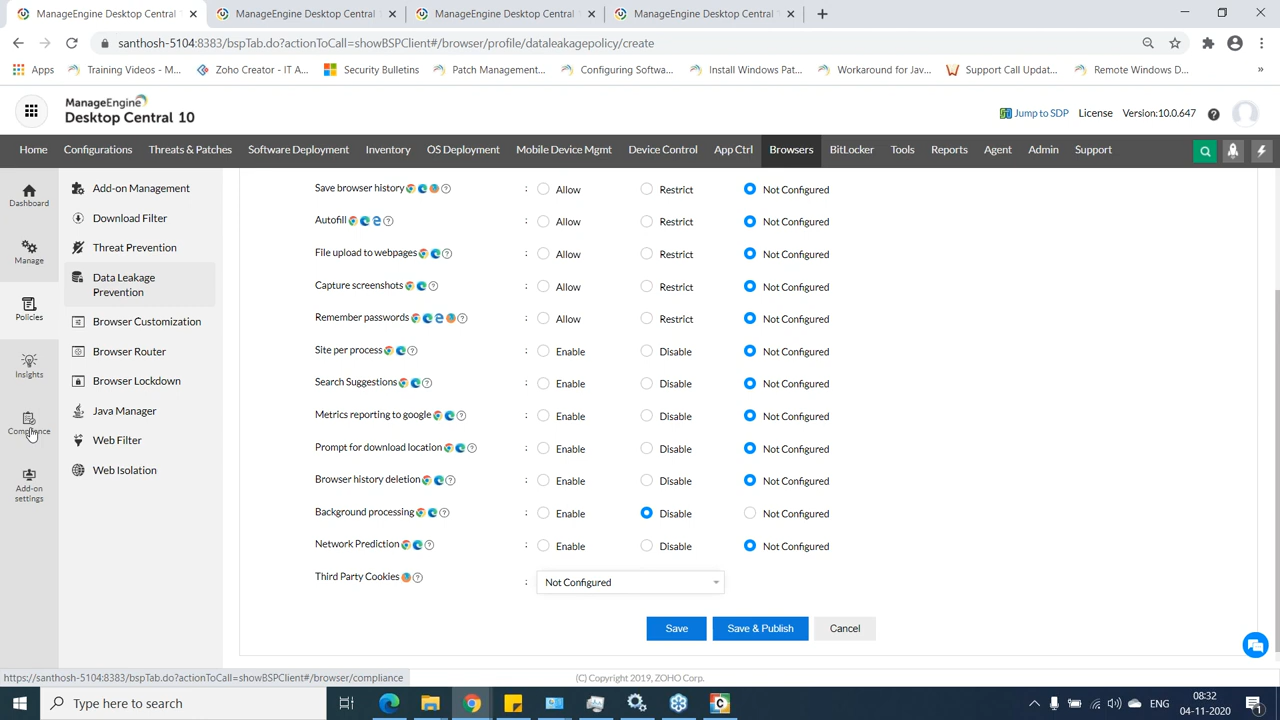 ManageEngine Desktop Central
ManageEngine Desktop Central
ManageEngine Desktop Central
ManageEngine Desktop Central
santhosh-5104:8383/bspTab.do?actionToCall=showBSPClient#/browser/profile/dataleakagepolicy/create
Apps
Training Videos - M...
Zoho Creator - IT A...
Security Bulletins
Patch Management...
Configuring Softwa...
Install Windows Pat...
Workaround for Jav...
Support Call Updat...
Remote Windows D...
»
ManageEngine
Desktop Central 10
Jump to SDP
License
Version:10.0.647
Home
Configurations
Threats & Patches
Software Deployment
Inventory
OS Deployment
Mobile Device Mgmt
Device Control
App Ctrl
Browsers
BitLocker
Tools
Reports
Agent
Admin
Support
Dashboard
Manage
Policies
Insights
Compliance
Add-on
settings
Add-on Management
Download Filter
Threat Prevention
Data Leakage
Prevention
Browser Customization
Browser Router
Browser Lockdown
Java Manager
Web Filter
Web Isolation
Save browser history : Allow Restrict Not Configured
Autofill : Allow Restrict Not Configured
File upload to webpages : Allow Restrict Not Configured
Capture screenshots : Allow Restrict Not Configured
Remember passwords : Allow Restrict Not Configured
Site per process : Enable Disable Not Configured
Search Suggestions : Enable Disable Not Configured
Metrics reporting to google : Enable Disable Not Configured
Prompt for download location : Enable Disable Not Configured
Browser history deletion : Enable Disable Not Configured
Background processing : Enable Disable Not Configured
Network Prediction : Enable Disable Not Configured
Third Party Cookies : Not Configured
Save
Save & Publish
Cancel
https://santhosh-5104:8383/bspTab.do?actionToCall=showBSPClient#/browser/compliance
(C) Copyright 2019, ZOHO Corp.
Type here to search
ENG
08:32
04-11-2020
1